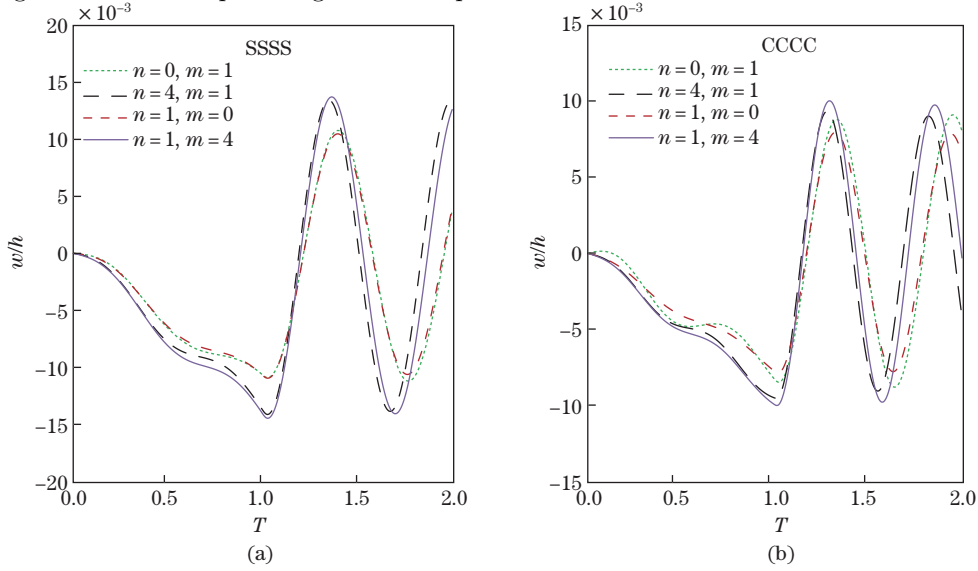 20 ×10⁻³
SSSS
n=0, m=1
n=4, m=1
n=1, m=0
n=1, m=4
15
10
5
0
−5
−10
−15
−20
w/h
0.0 0.5 1.0 1.5 2.0
T
(a)
15 ×10⁻³
CCCC
n=0, m=1
n=4, m=1
n=1, m=0
n=1, m=4
10
5
0
−5
−10
−15
w/h
0.0 0.5 1.0 1.5 2.0
T
(b)